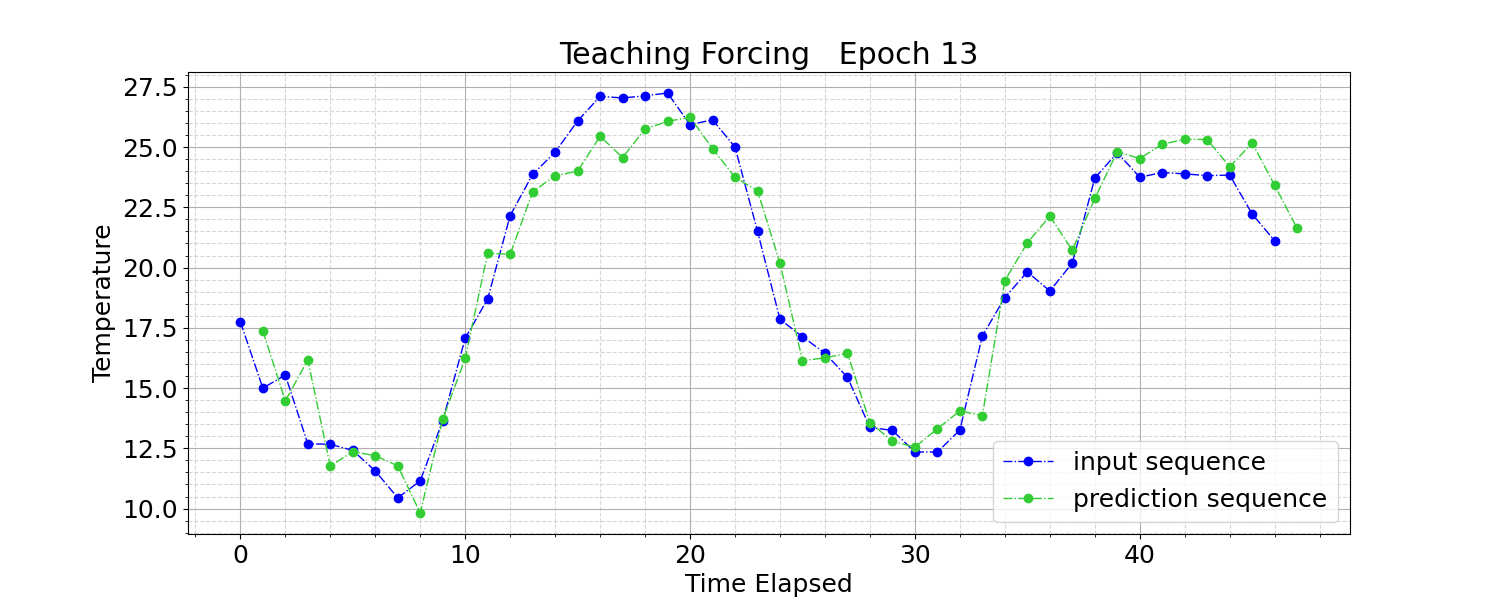 Teaching Forcing   Epoch 13
27.5
25.0
22.5
20.0
17.5
15.0
12.5
10.0
Temperature
0 10 20 30 40
Time Elapsed
input sequence
prediction sequence